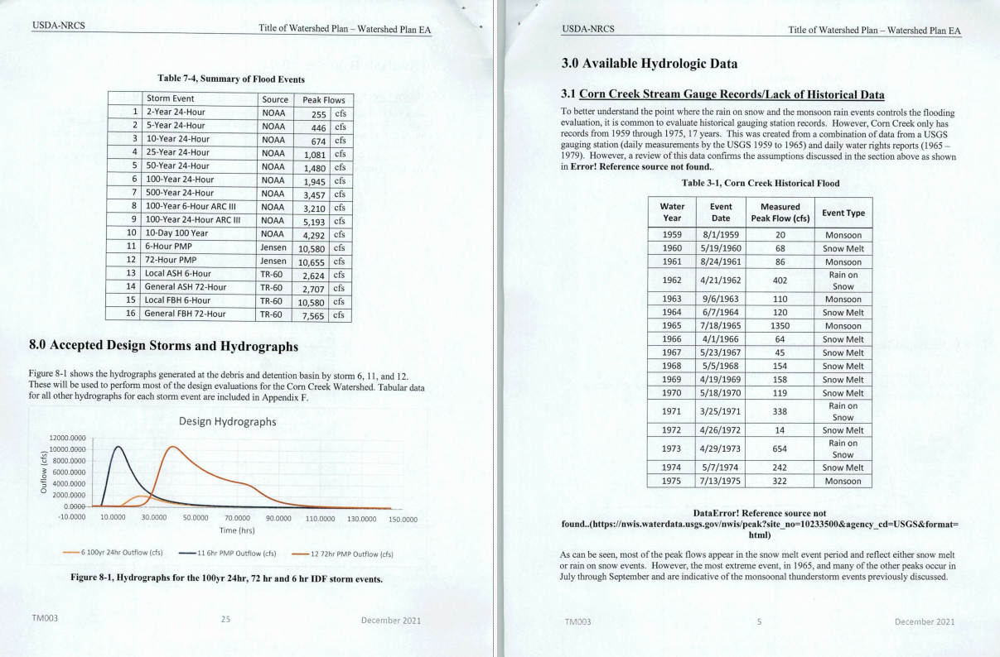 USDA-NRCS
Title of Watershed Plan – Watershed Plan EA
Table 7-4, Summary of Flood Events
Storm Event Source Peak Flows
1 2-Year 24-Hour NOAA 255 cfs
2 5-Year 24-Hour NOAA 446 cfs
3 10-Year 24-Hour NOAA 674 cfs
4 25-Year 24-Hour NOAA 1,081 cfs
5 50-Year 24-Hour NOAA 1,480 cfs
6 100-Year 24-Hour NOAA 1,945 cfs
7 500-Year 24-Hour NOAA 3,457 cfs
8 100-Year 6-Hour ARC III NOAA 3,210 cfs
9 100-Year 24-Hour ARC III NOAA 5,193 cfs
10 10-Day 100 Year NOAA 4,292 cfs
11 6-Hour PMP Jensen 10,580 cfs
12 72-Hour PMP Jensen 10,655 cfs
13 Local ASH 6-Hour TR-60 2,624 cfs
14 General ASH 72-Hour TR-60 2,707 cfs
15 Local FBH 6-Hour TR-60 10,580 cfs
16 General FBH 72-Hour TR-60 7,565 cfs
8.0 Accepted Design Storms and Hydrographs
Figure 8-1 shows the hydrographs generated at the debris and detention basin by storm 6, 11, and 12.
These will be used to perform most of the design evaluations for the Corn Creek Watershed. Tabular data
for all other hydrographs for each storm event are included in Appendix F.
Design Hydrographs
Outflow (cfs)
12000.0000
10000.0000
8000.0000
6000.0000
4000.0000
2000.0000
0.0000
-10.0000 10.0000 30.0000 50.0000 70.0000 90.0000 110.0000 130.0000 150.0000
Time (hrs)
6 100yr 24hr Outflow (cfs) 11 6hr PMP Outflow (cfs) 12 72hr PMP Outflow (cfs)
Figure 8-1, Hydrographs for the 100yr 24hr, 72 hr and 6 hr IDF storm events.
TM003 25 December 2021
USDA-NRCS
Title of Watershed Plan – Watershed Plan EA
3.0 Available Hydrologic Data
3.1 Corn Creek Stream Gauge Records/Lack of Historical Data
To better understand the point where the rain on snow and the monsoon rain events controls the flooding
evaluation, it is common to evaluate historical gauging station records. However, Corn Creek only has
records from 1959 through 1975, 17 years. This was created from a combination of data from a USGS
gauging station (daily measurements by the USGS 1959 to 1965) and daily water rights reports (1965 –
1979). However, a review of this data confirms the assumptions discussed in the section above as shown
in Error! Reference source not found..
Table 3-1, Corn Creek Historical Flood
Water Year Event Date Measured Peak Flow (cfs) Event Type
1959 8/1/1959 20 Monsoon
1960 5/19/1960 68 Snow Melt
1961 8/24/1961 86 Monsoon
1962 4/21/1962 402 Rain on Snow
1963 9/6/1963 110 Monsoon
1964 6/7/1964 120 Snow Melt
1965 7/18/1965 1350 Monsoon
1966 4/1/1966 64 Snow Melt
1967 5/23/1967 45 Snow Melt
1968 5/5/1968 154 Snow Melt
1969 4/19/1969 158 Snow Melt
1970 5/18/1970 119 Snow Melt
1971 3/25/1971 338 Rain on Snow
1972 4/26/1972 14 Snow Melt
1973 4/29/1973 654 Rain on Snow
1974 5/7/1974 242 Snow Melt
1975 7/13/1975 322 Monsoon
DataError! Reference source not
found..(https://nwis.waterdata.usgs.gov/nwis/peak?site_no=10233500&agency_cd=USGS&format=
html)
As can be seen, most of the peak flows appear in the snow melt event period and reflect either snow melt
or rain on snow events. However, the most extreme event, in 1965, and many of the other peaks occur in
July through September and are indicative of the monsoonal thunderstorm events previously discussed.
TM003 5 December 2021